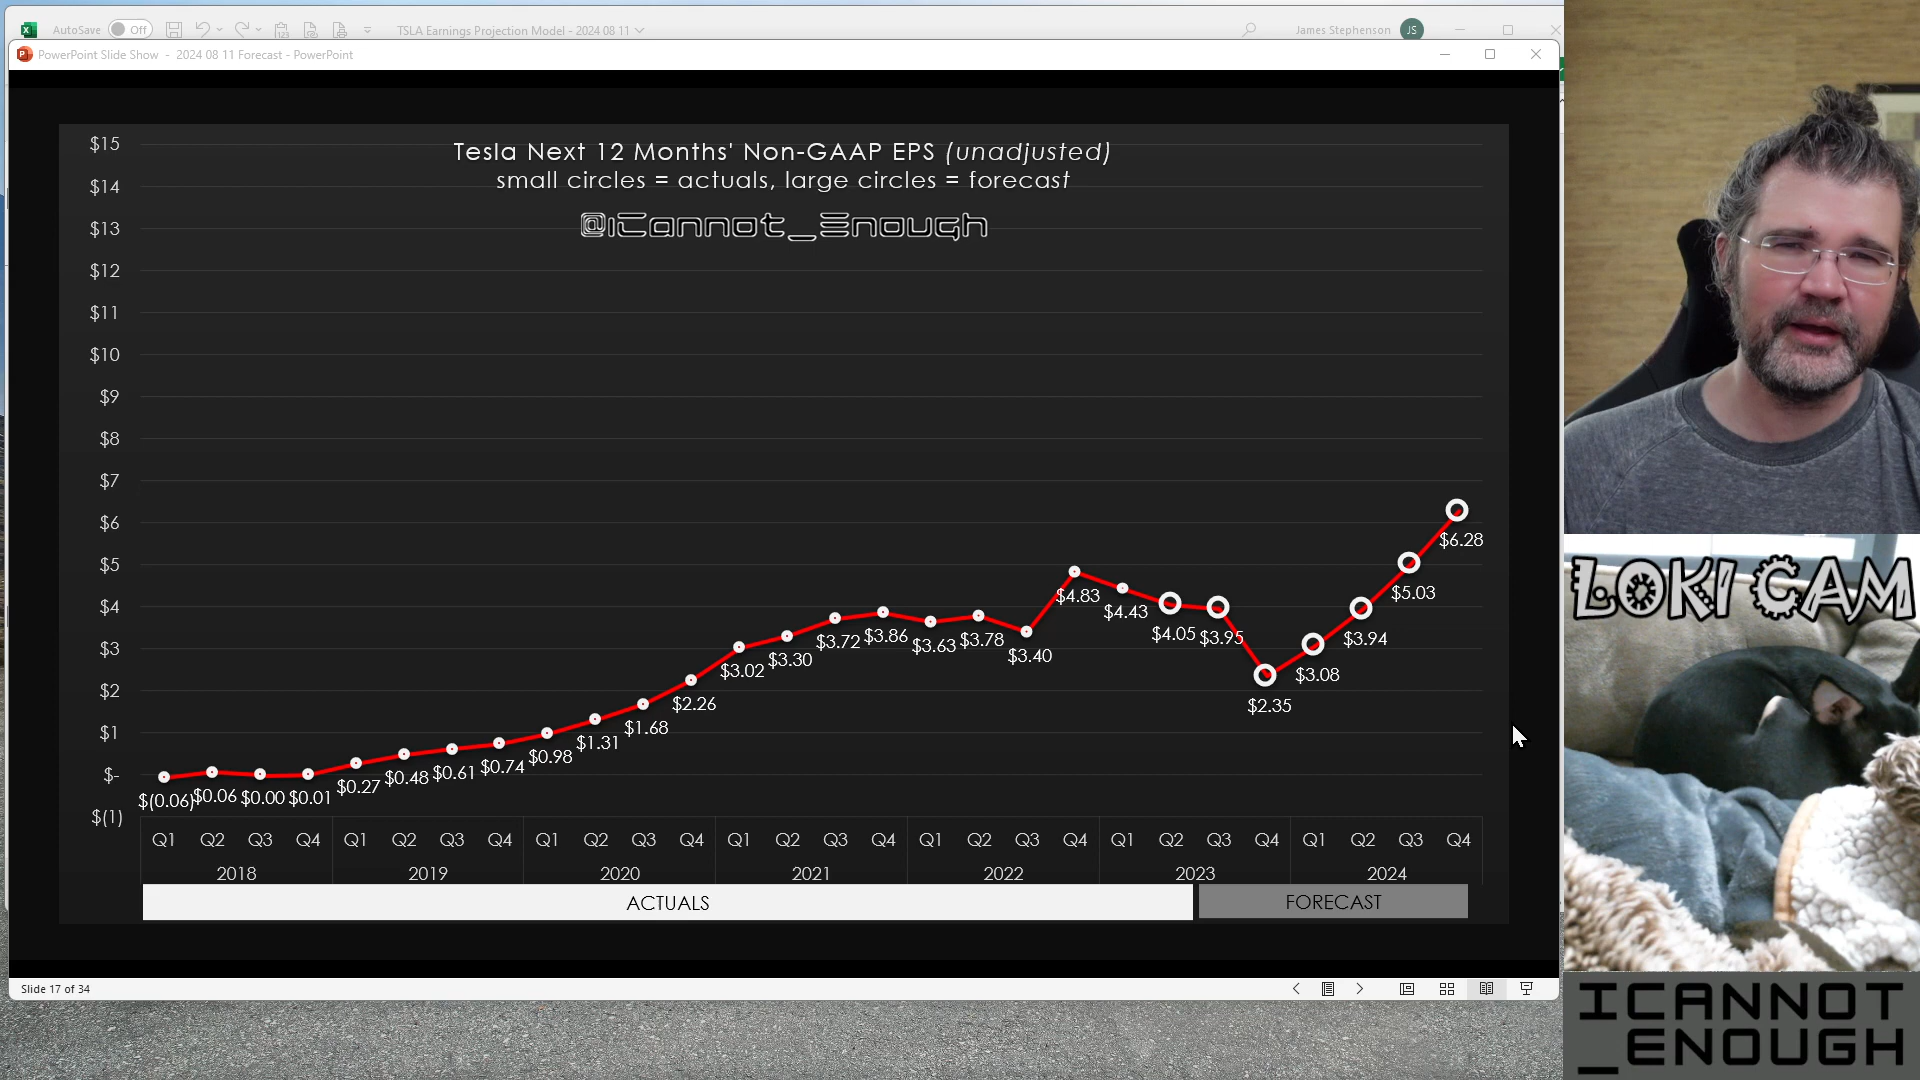 AutoSave Off TSLA Earnings Projection Model - 2024 08 11 James Stephenson JS
PowerPoint Slide Show - 2024 08 11 Forecast - PowerPoint
Tesla Next 12 Months' Non-GAAP EPS (unadjusted)
small circles = actuals, large circles = forecast
@iCannot_Enough
$15
$14
$13
$12
$11
$10
$9
$8
$7
$6
$5
$4
$3
$2
$1
$-
$(1)
$(0.06) $0.06 $0.00 $0.01 $0.27 $0.48 $0.61 $0.74 $0.98 $1.31 $1.68 $2.26 $3.02 $3.30 $3.72 $3.86 $3.63 $3.78 $3.40 $4.83 $4.43 $4.05 $3.95 $2.35 $3.08 $3.94 $5.03 $6.28
Q1 Q2 Q3 Q4 Q1 Q2 Q3 Q4 Q1 Q2 Q3 Q4 Q1 Q2 Q3 Q4 Q1 Q2 Q3 Q4 Q1 Q2 Q3 Q4 Q1 Q2 Q3 Q4
2018 2019 2020 2021 2022 2023 2024
ACTUALS FORECAST
Slide 17 of 34
LOKI CAM
ICANNOT
_ENOUGH